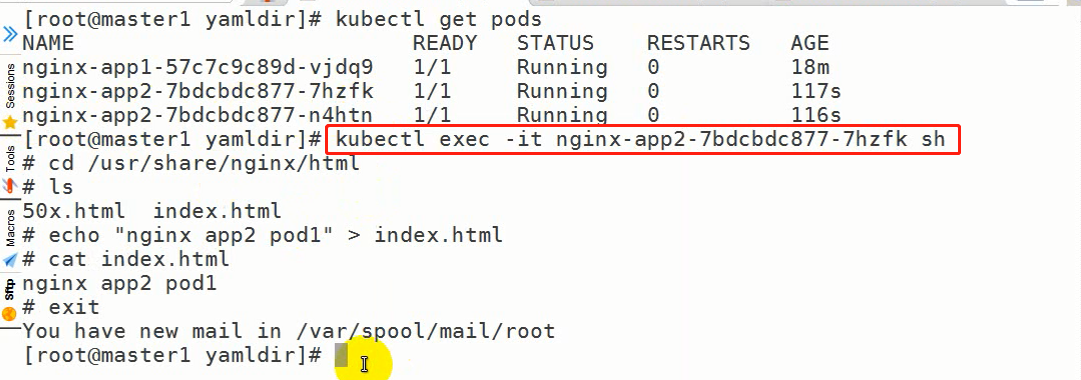 [root@master1 yamldir]# kubectl get pods
NAME READY STATUS RESTARTS AGE
nginx-app1-57c7c9c89d-vjdq9 1/1 Running 0 18m
nginx-app2-7bdcbdc877-7hzfk 1/1 Running 0 117s
nginx-app2-7bdcbdc877-n4htn 1/1 Running 0 116s
[root@master1 yamldir]# kubectl exec -it nginx-app2-7bdcbdc877-7hzfk sh
# cd /usr/share/nginx/html
# ls
50x.html index.html
# echo "nginx app2 pod1" > index.html
# cat index.html
nginx app2 pod1
# exit
You have new mail in /var/spool/mail/root
[root@master1 yamldir]#
Sessions
Tools
Macros
Sftp